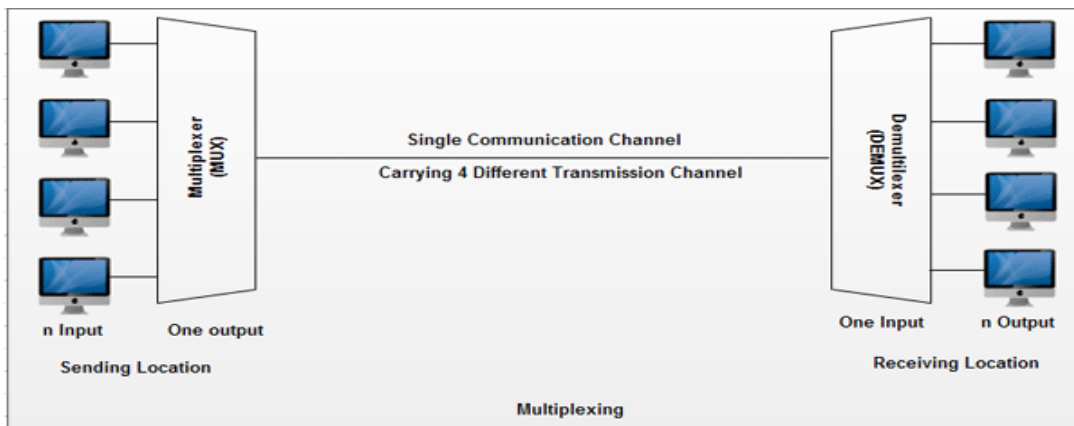 Multiplexer
(MUX)
Single Communication Channel
Carrying 4 Different Transmission Channel
Demultilexer
(DEMUX)
n Input
One output
One Input
n Output
Sending Location
Receiving Location
Multiplexing